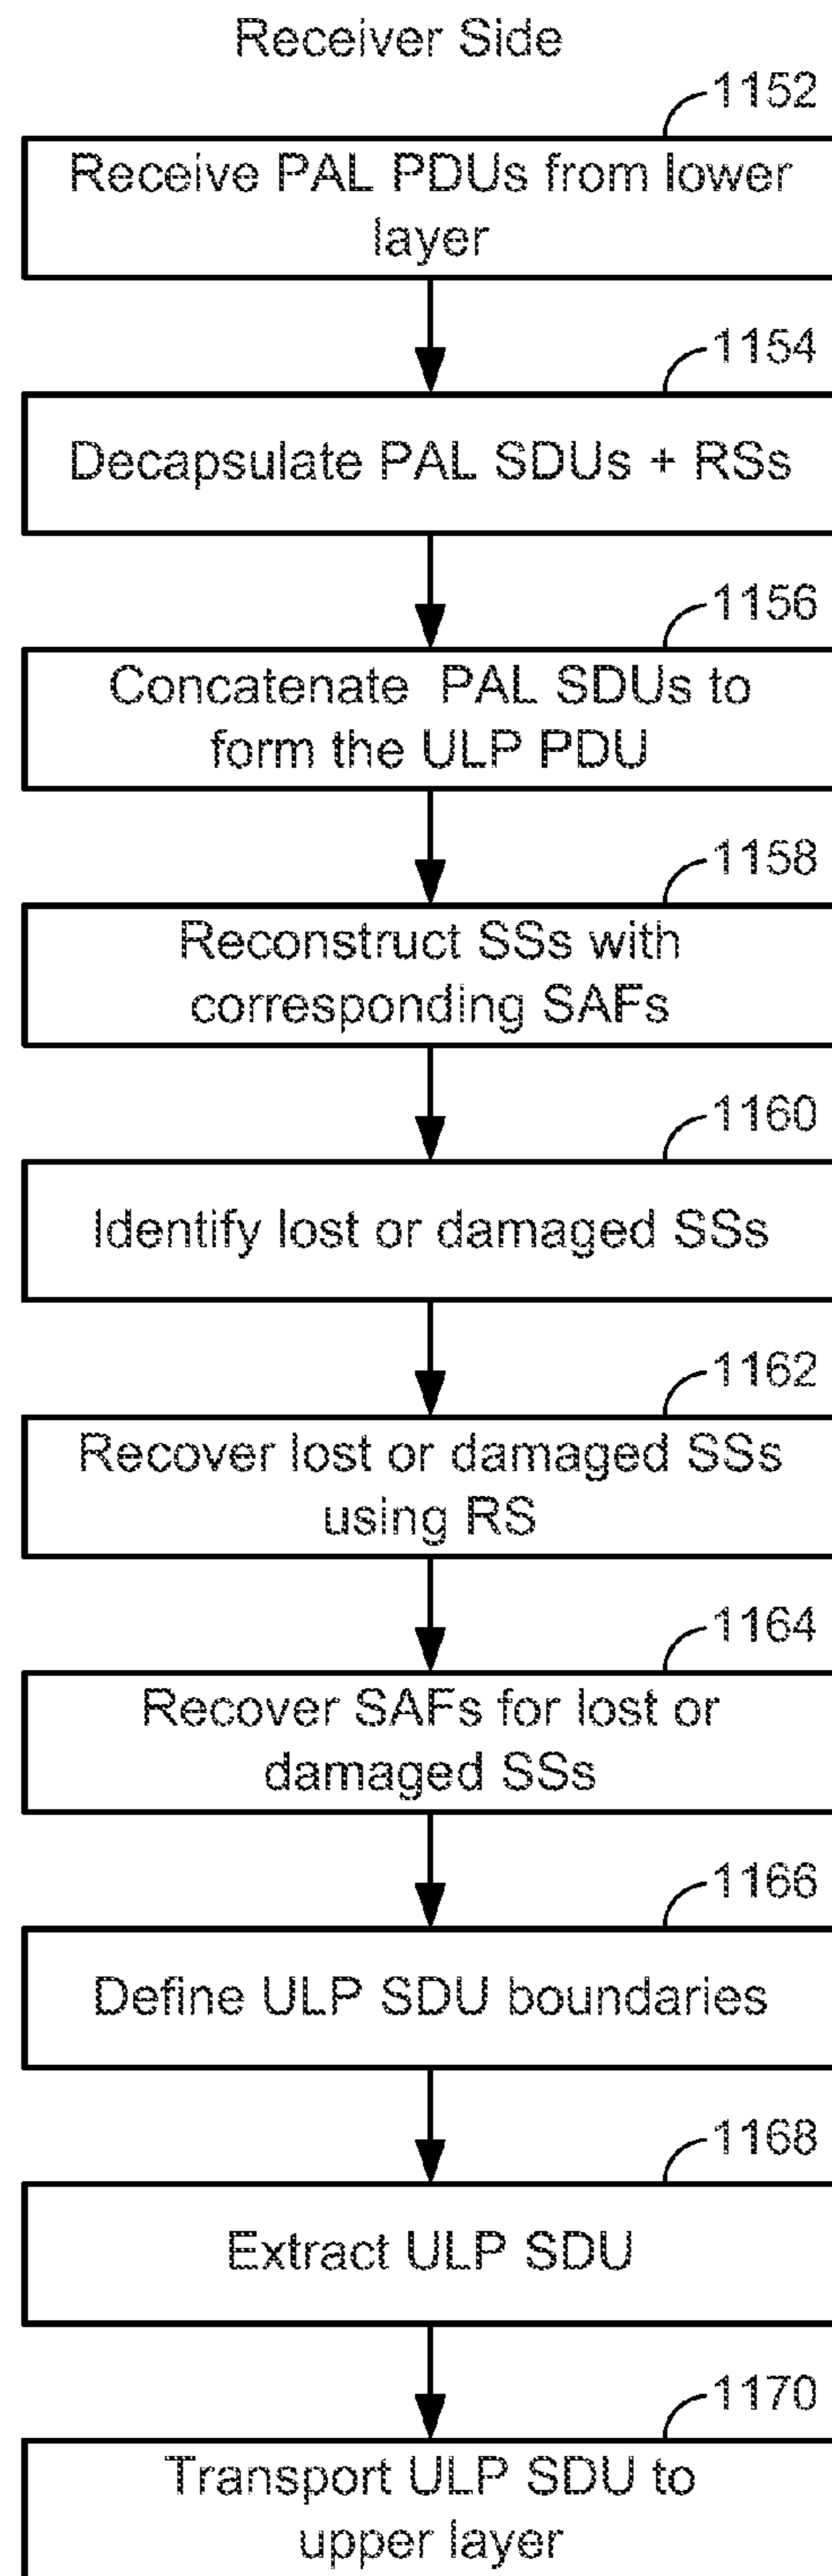 Receiver Side
1152
Receive PAL PDUs from lower
layer
1154
Decapsulate PAL SDUs + RSs
1156
Concatenate PAL SDUs to
form the ULP PDU
1158
Reconstruct SSs with
corresponding SAFs
1160
Identify lost or damaged SSs
1162
Recover lost or damaged SSs
using RS
1164
Recover SAFs for lost or
damaged SSs
1166
Define ULP SDU boundaries
1168
Extract ULP SDU
1170
Transport ULP SDU to
upper layer